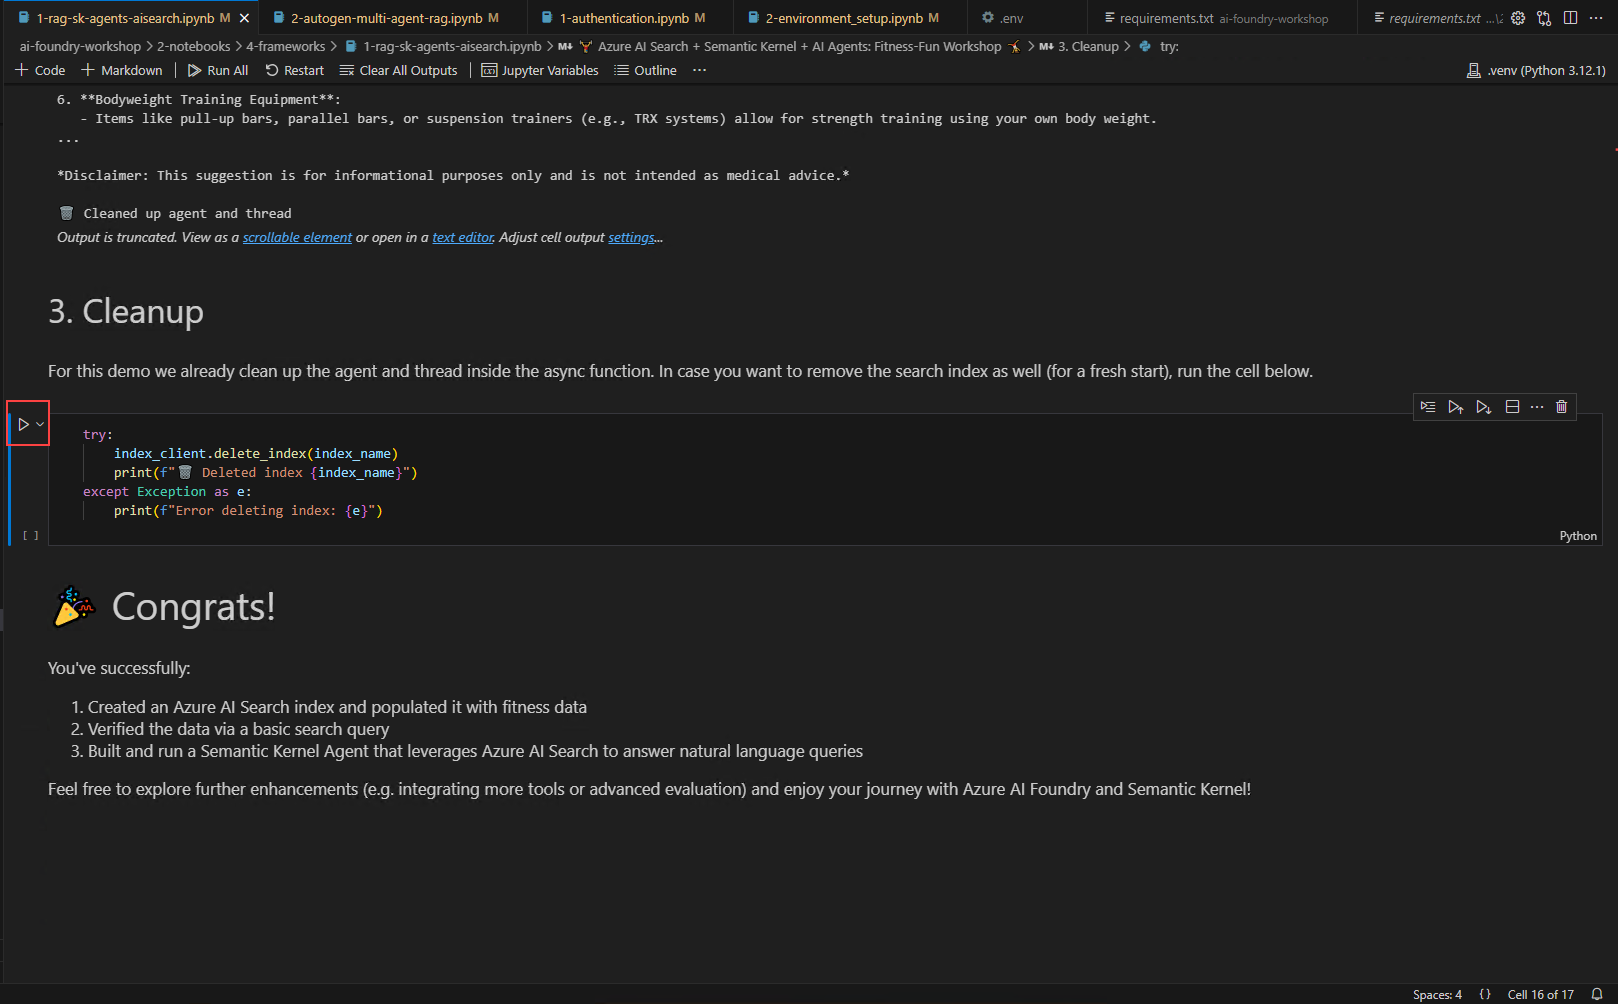 1-rag-sk-agents-aisearch.ipynb M
2-autogen-multi-agent-rag.ipynb M
1-authentication.ipynb M
2-environment_setup.ipynb M
.env
requirements.txt ai-foundry-workshop
requirements.txt ...\2
ai-foundry-workshop > 2-notebooks > 4-frameworks > 1-rag-sk-agents-aisearch.ipynb > M↓ Azure AI Search + Semantic Kernel + AI Agents: Fitness-Fun Workshop > M↓ 3. Cleanup > try:
Code
Markdown
Run All
Restart
Clear All Outputs
Jupyter Variables
Outline
...
.venv (Python 3.12.1)
6. **Bodyweight Training Equipment**:
- Items like pull-up bars, parallel bars, or suspension trainers (e.g., TRX systems) allow for strength training using your own body weight.
...
*Disclaimer: This suggestion is for informational purposes only and is not intended as medical advice.*
🗑️ Cleaned up agent and thread
Output is truncated. View as a scrollable element or open in a text editor. Adjust cell output settings...
3. Cleanup
For this demo we already clean up the agent and thread inside the async function. In case you want to remove the search index as well (for a fresh start), run the cell below.
try:
index_client.delete_index(index_name)
print(f"🗑️ Deleted index {index_name}")
except Exception as e:
print(f"Error deleting index: {e}")
[ ]
Python
🎉 Congrats!
You've successfully:
1. Created an Azure AI Search index and populated it with fitness data
2. Verified the data via a basic search query
3. Built and run a Semantic Kernel Agent that leverages Azure AI Search to answer natural language queries
Feel free to explore further enhancements (e.g. integrating more tools or advanced evaluation) and enjoy your journey with Azure AI Foundry and Semantic Kernel!
Spaces: 4
{}
Cell 16 of 17